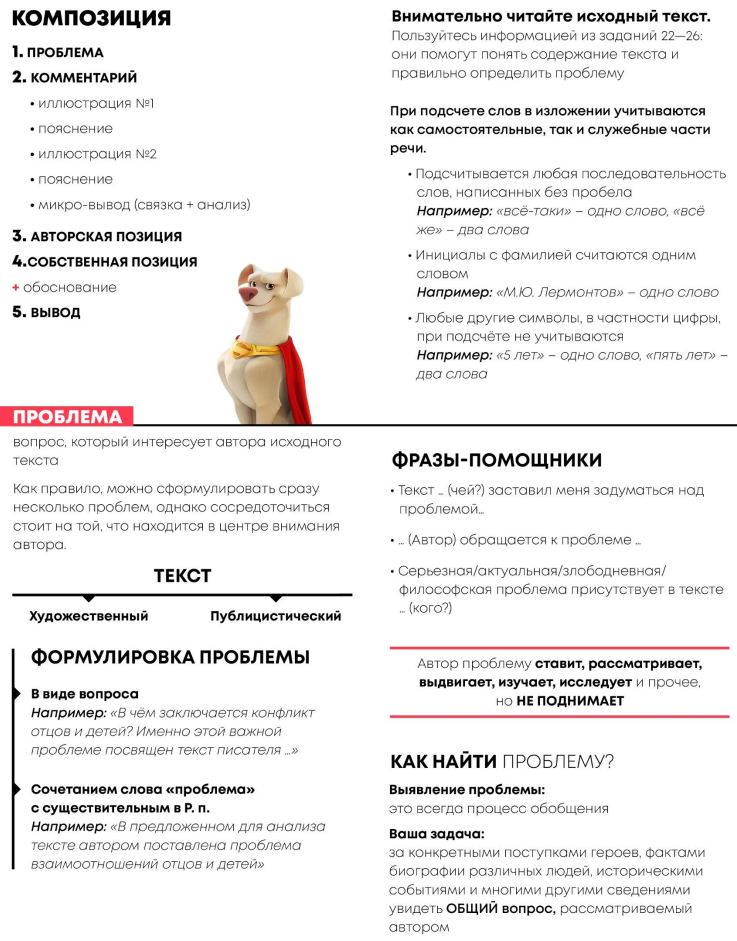 КОМПОЗИЦИЯ
1. ПРОБЛЕМА
2. КОММЕНТАРИЙ
• иллюстрация №1
• пояснение
• иллюстрация №2
• пояснение
• микро-вывод (связка + анализ)
3. АВТОРСКАЯ ПОЗИЦИЯ
4.СОБСТВЕННАЯ ПОЗИЦИЯ
+ обоснование
5. ВЫВОД
Внимательно читайте исходный текст.
Пользуйтесь информацией из заданий 22—26:
они помогут понять содержание текста и
правильно определить проблему
При подсчете слов в изложении учитываются
как самостоятельные, так и служебные части
речи.
• Подсчитывается любая последовательность
слов, написанных без пробела
Например: «всё-таки» – одно слово, «всё
же» – два слова
• Инициалы с фамилией считаются одним
словом
Например: «М.Ю. Лермонтов» – одно слово
• Любые другие символы, в частности цифры,
при подсчёте не учитываются
Например: «5 лет» – одно слово, «пять лет» –
два слова
ПРОБЛЕМА
вопрос, который интересует автора исходного
текста
Как правило, можно сформулировать сразу
несколько проблем, однако сосредоточиться
стоит на той, что находится в центре внимания
автора.
ТЕКСТ
Художественный
Публицистический
ФОРМУЛИРОВКА ПРОБЛЕМЫ
В виде вопроса
Например: «В чём заключается конфликт
отцов и детей? Именно этой важной
проблеме посвящен текст писателя …»
Сочетанием слова «проблема»
с существительным в Р. п.
Например: «В предложенном для анализа
тексте автором поставлена проблема
взаимоотношений отцов и детей»
ФРАЗЫ-ПОМОЩНИКИ
• Текст … (чей?) заставил меня задуматься над
проблемой…
• … (Автор) обращается к проблеме …
• Серьезная/актуальная/злободневная/
философская проблема присутствует в тексте
… (кого?)
Автор проблему ставит, рассматривает,
выдвигает, изучает, исследует и прочее,
но НЕ ПОДНИМАЕТ
КАК НАЙТИ ПРОБЛЕМУ?
Выявление проблемы:
это всегда процесс обобщения
Ваша задача:
за конкретными поступками героев, фактами
биографии различных людей, историческими
событиями и многими другими сведениями
увидеть ОБЩИЙ вопрос, рассматриваемый
автором